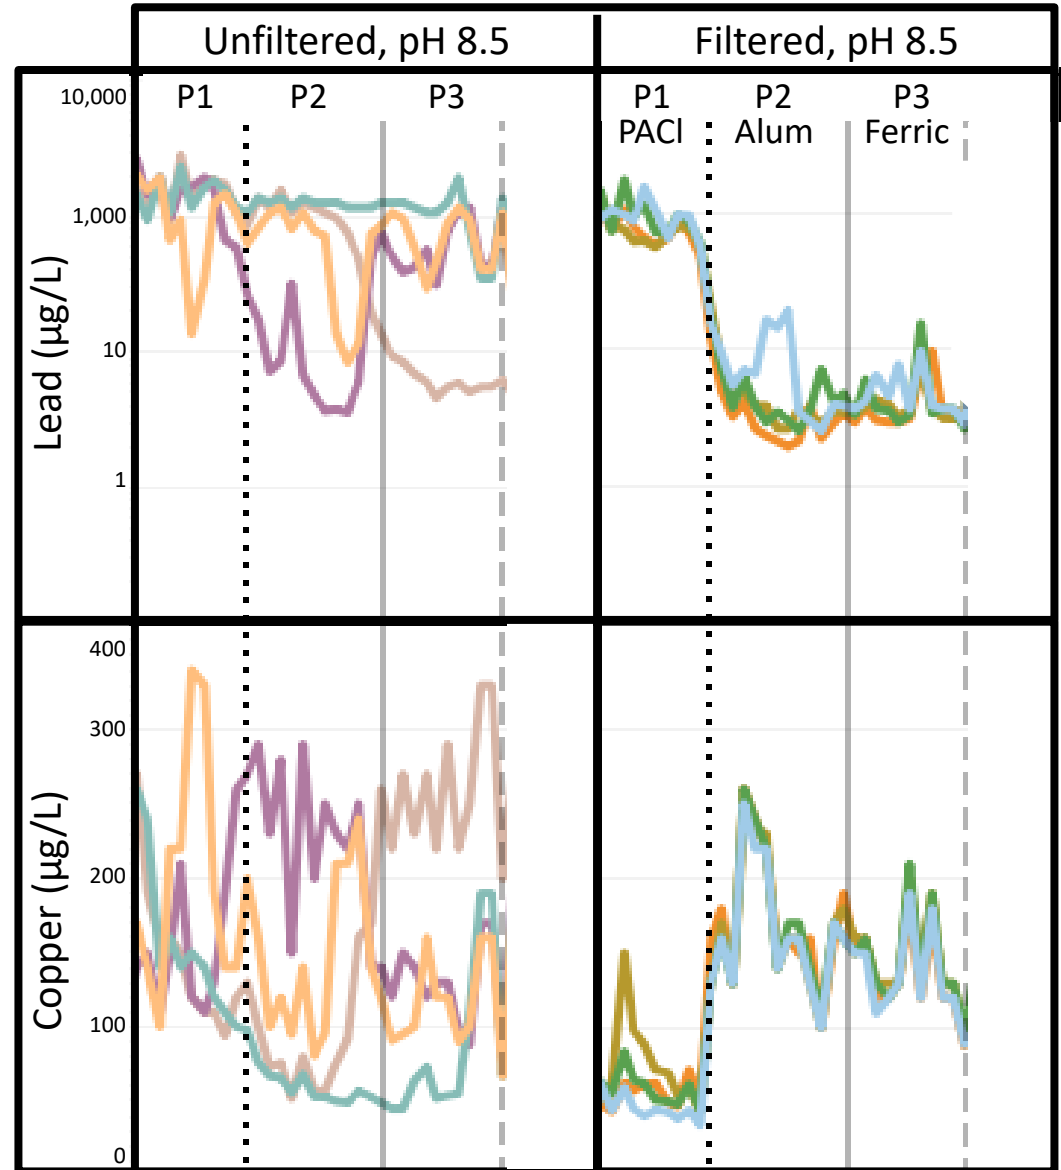 Unfiltered, pH 8.5
Filtered, pH 8.5
Lead (µg/L)
10,000
1,000
10
1
P1
P2
P3
P1
PACl
P2
Alum
P3
Ferric
Copper (µg/L)
400
300
200
100
0